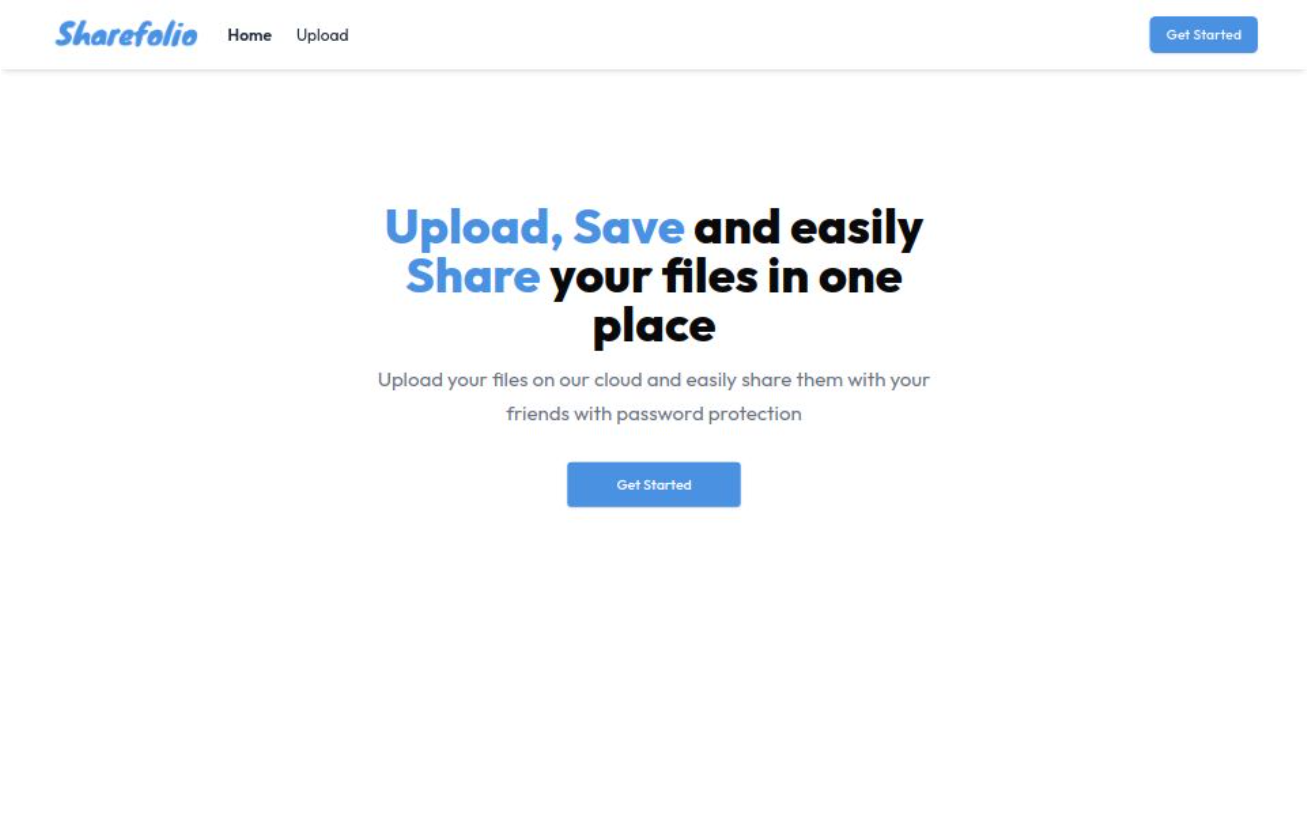 Sharefolio Home Upload Get Started
Upload, Save and easily
Share your files in one
place
Upload your files on our cloud and easily share them with your
friends with password protection
Get Started